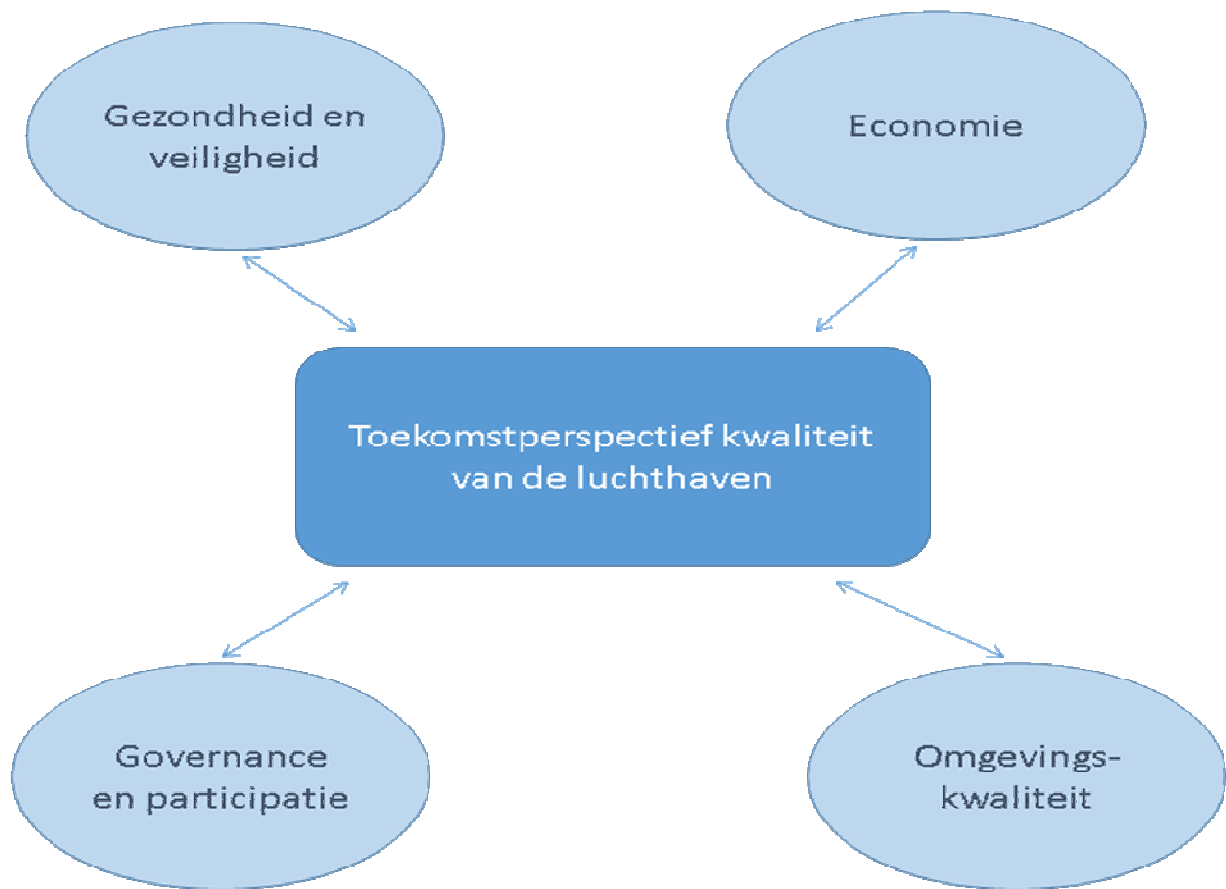 Gezondheid en
veiligheid
Economie
Toekomstperspectief kwaliteit
van de luchthaven
Governance
en participatie
Omgevings-
kwaliteit